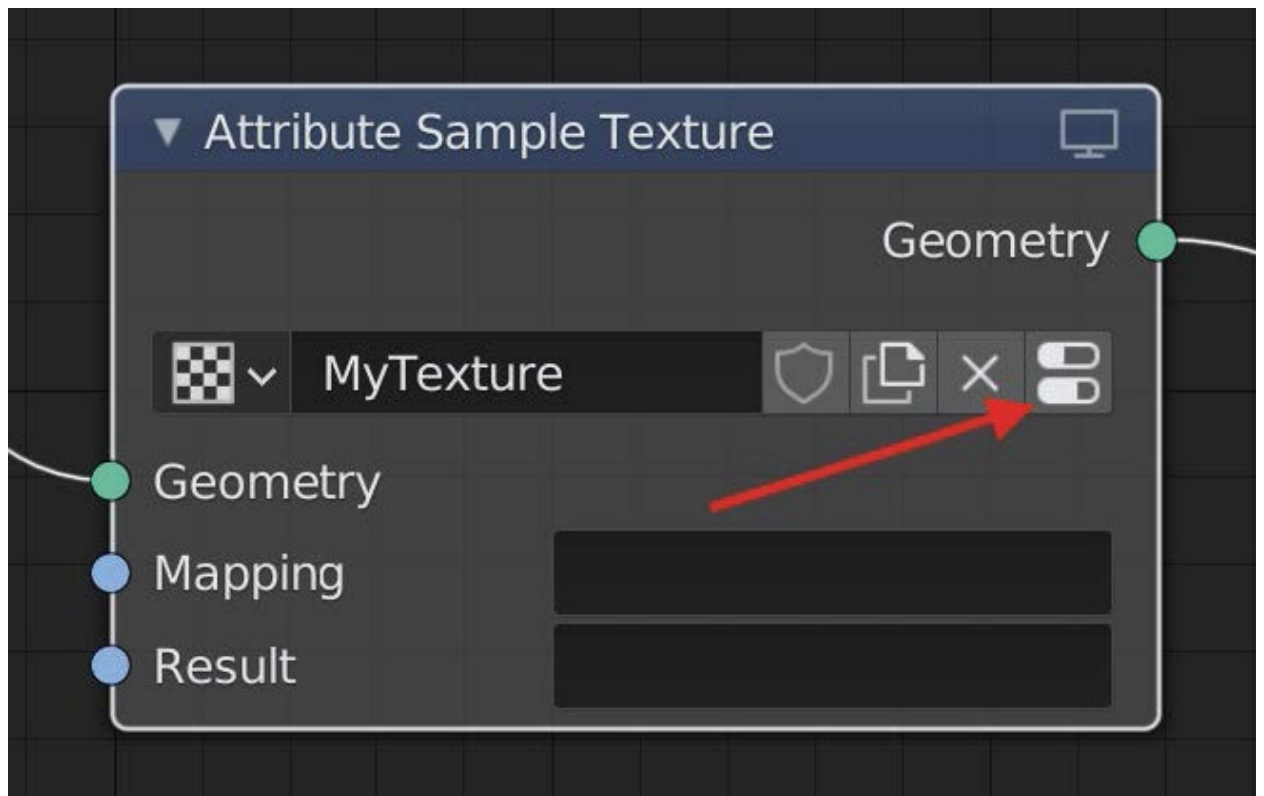 Attribute Sample Texture
Geometry
MyTexture
Geometry
Mapping
Result